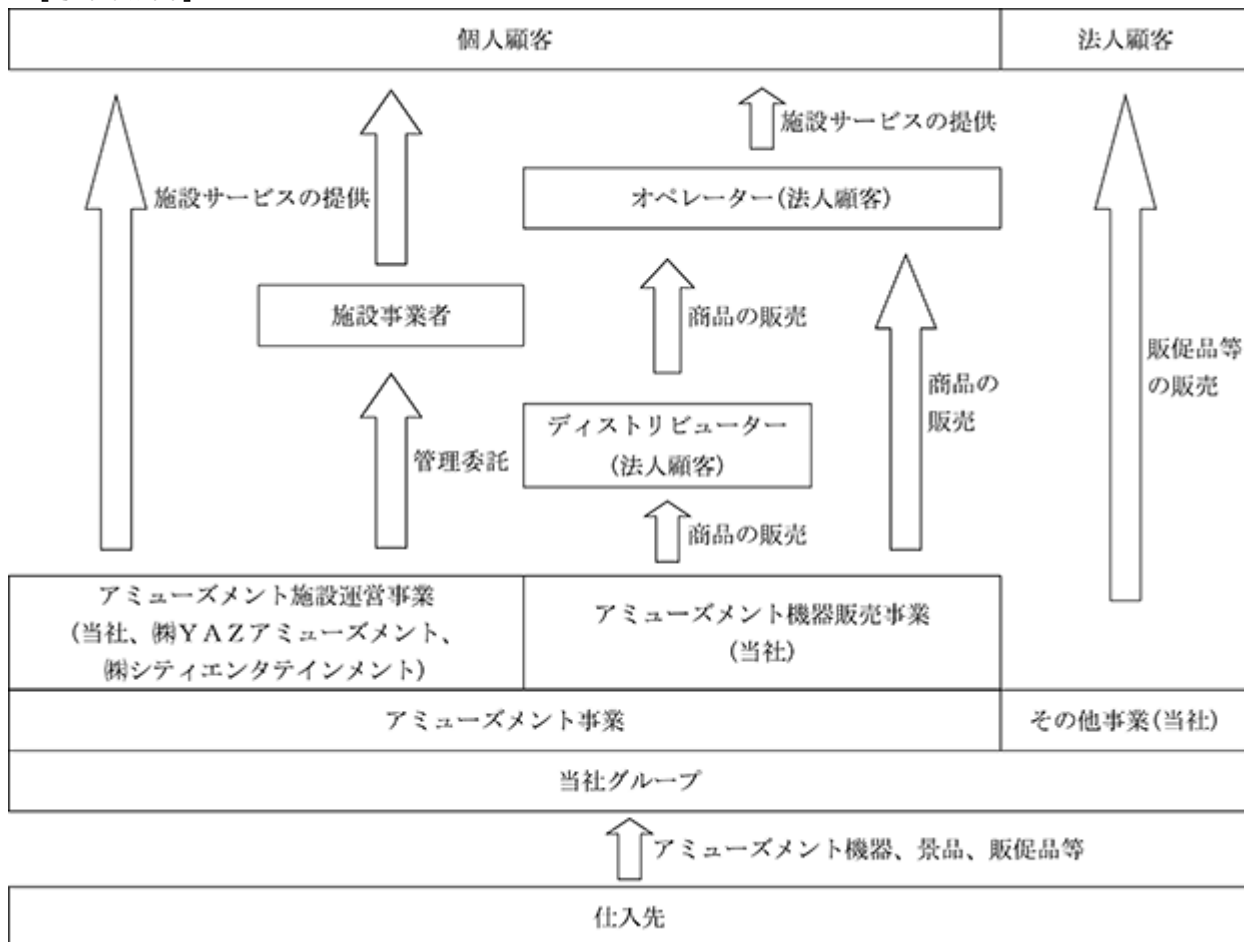 個人顧客
法人顧客
施設サービスの提供
施設サービスの提供
オペレーター(法人顧客)
施設事業者
商品の販売
商品の
販売
販促品等
の販売
ディストリビューター
(法人顧客)
管理委託
商品の販売
アミューズメント施設運営事業
(当社、㈱ＹＡＺアミューズメント、
㈱シティエンタテインメント)
アミューズメント機器販売事業
(当社)
アミューズメント事業
その他事業(当社)
当社グループ
アミューズメント機器、景品、販促品等
仕入先